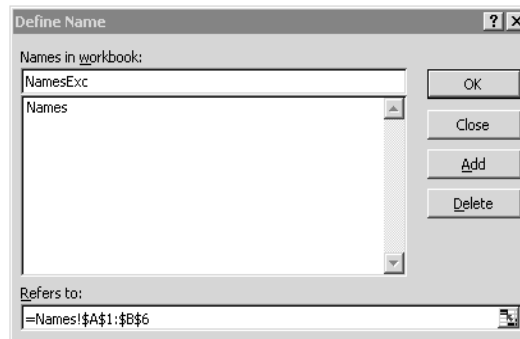 Define Name
? X
Names in workbook:
NamesExc
OK
Names
Close
Add
Delete
Refers to:
=Names!$A$1:$B$6